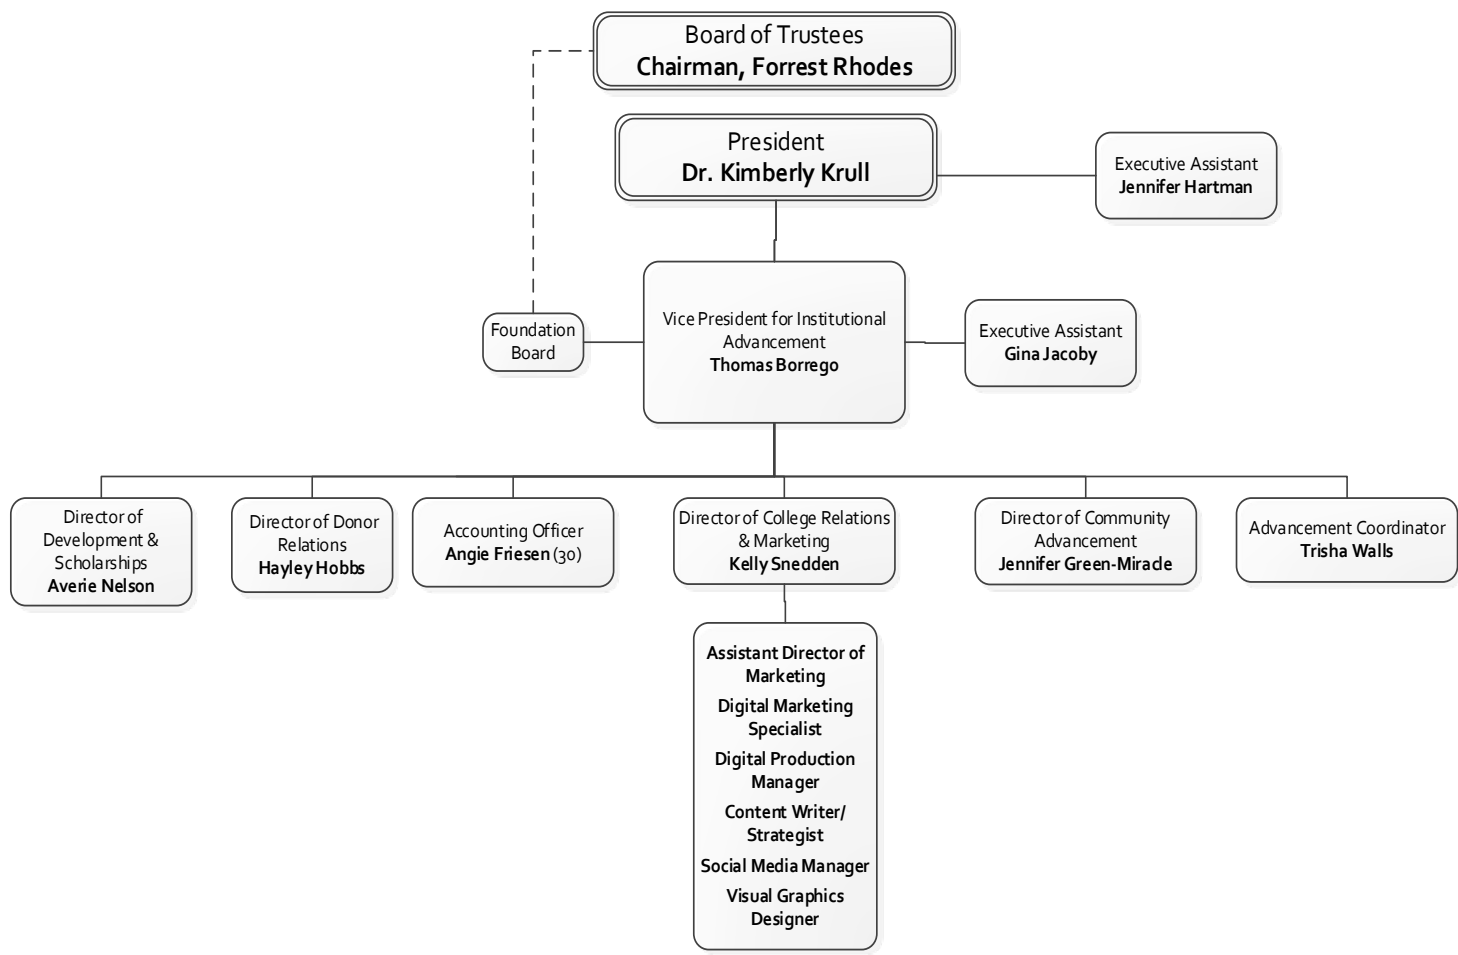 Board of Trustees
Chairman, Forrest Rhodes
President
Dr. Kimberly Krull
Executive Assistant
Jennifer Hartman
Foundation
Board
Vice President for Institutional
Advancement
Thomas Borrego
Executive Assistant
Gina Jacoby
Director of
Development &
Scholarships
Averie Nelson
Director of Donor
Relations
Hayley Hobbs
Accounting Officer
Angie Friesen (30)
Director of College Relations
& Marketing
Kelly Snedden
Director of Community
Advancement
Jennifer Green-Miracle
Advancement Coordinator
Trisha Walls
Assistant Director of
Marketing
Digital Marketing
Specialist
Digital Production
Manager
Content Writer/
Strategist
Social Media Manager
Visual Graphics
Designer